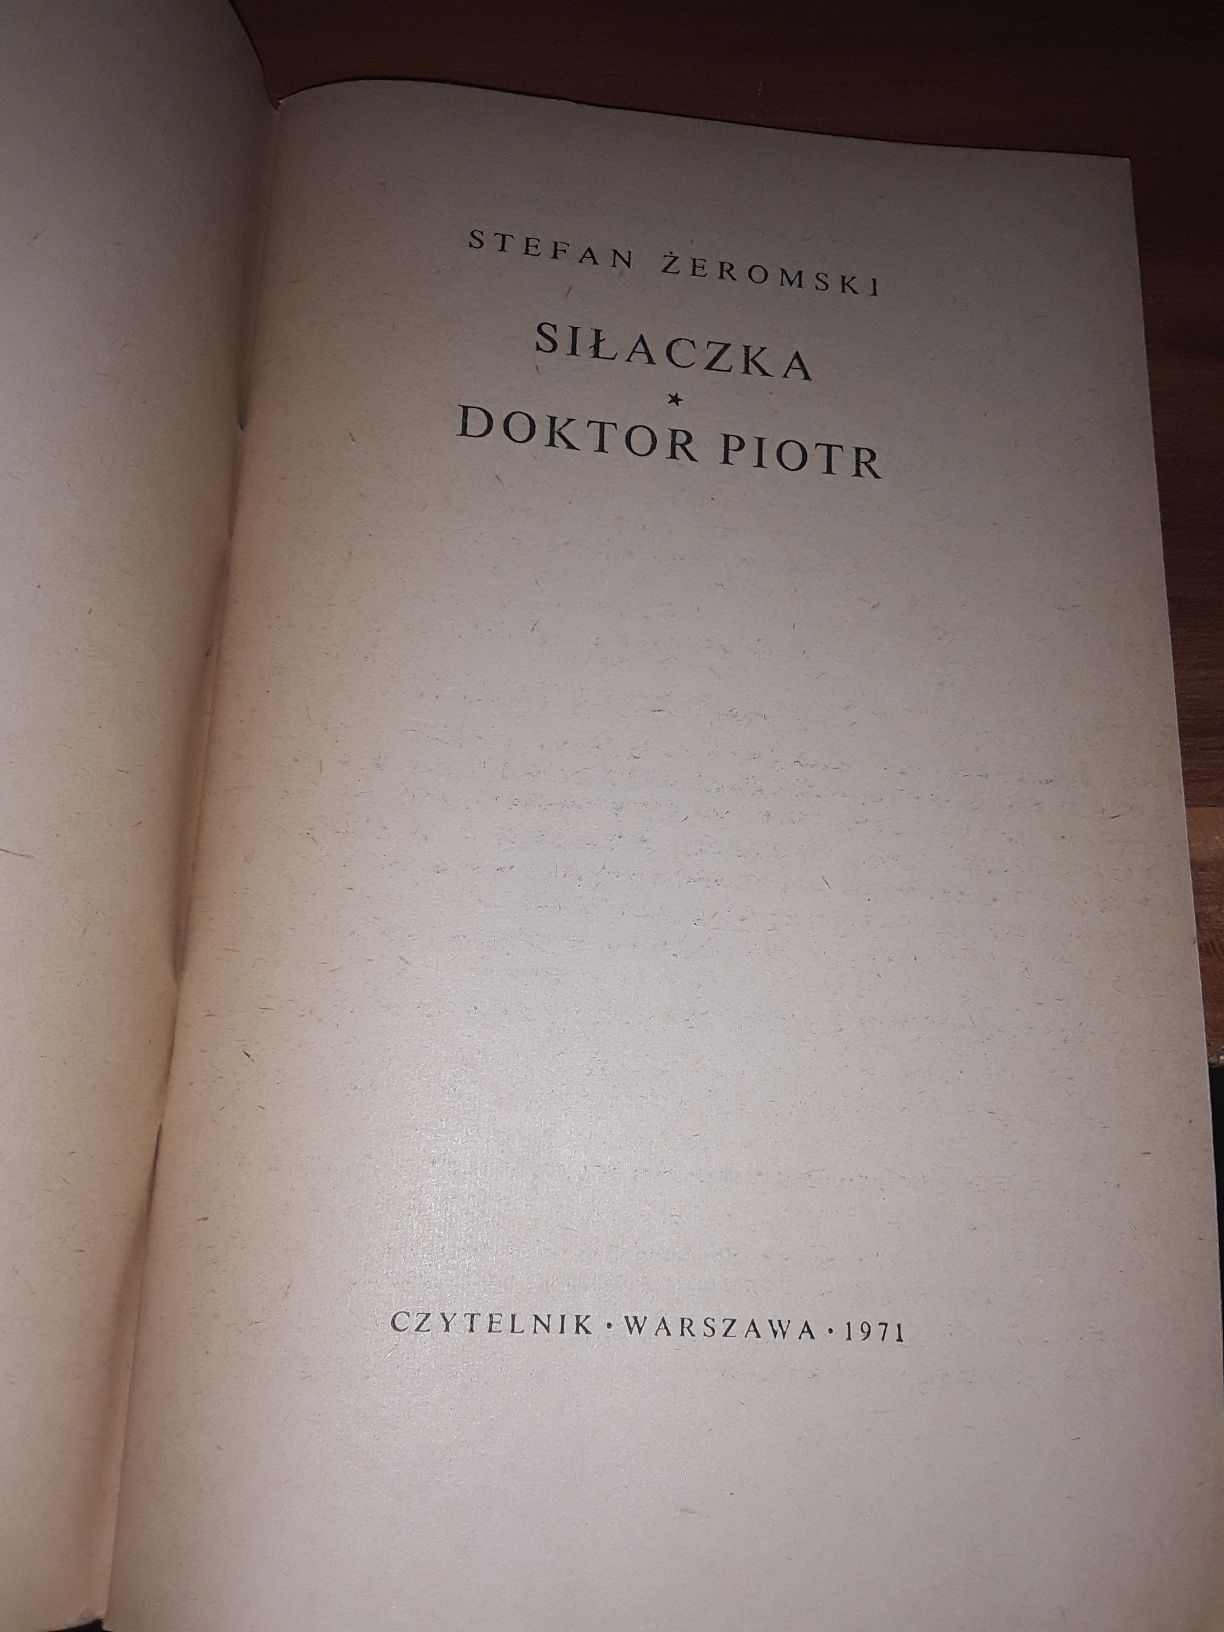 STEFAN ŻEROMSKI
SIŁACZKA
★
DOKTOR PIOTR
CZYTELNIK • WARSZAWA • 1971